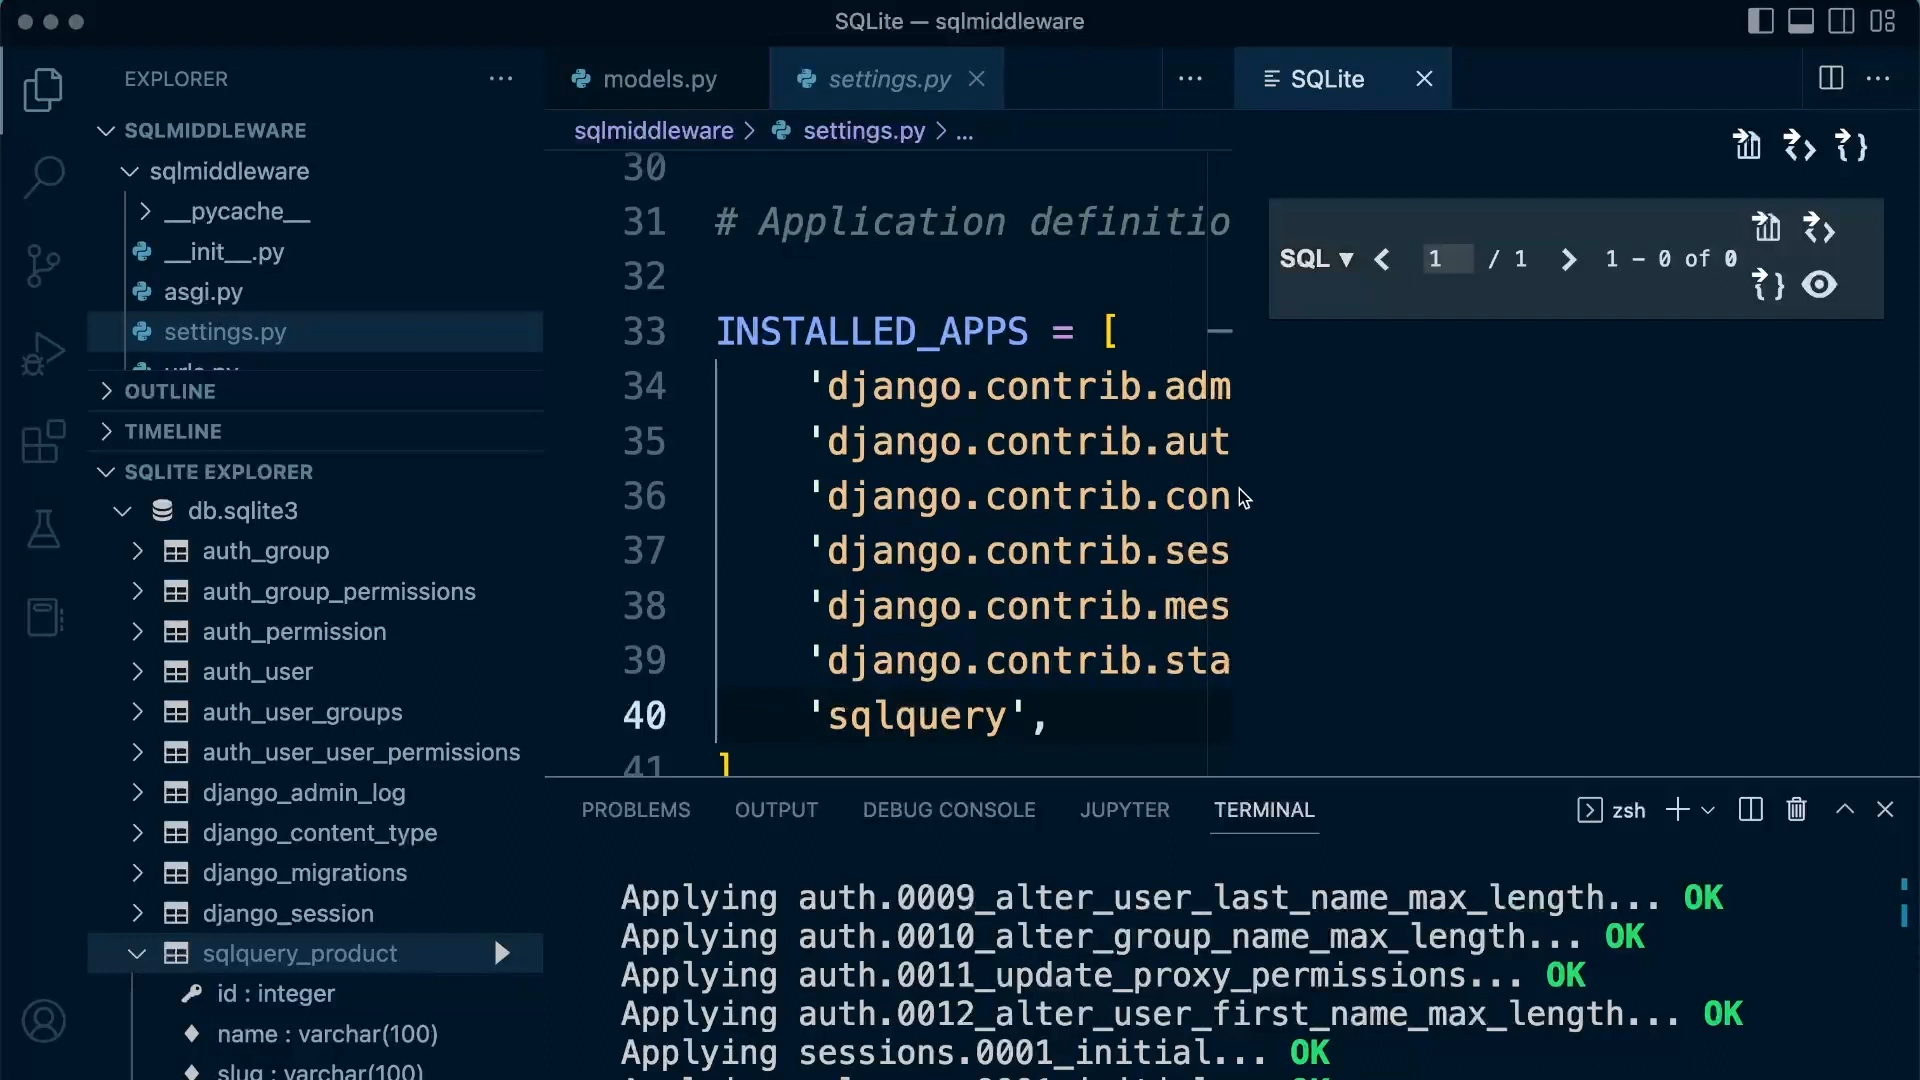 SQLite — sqlmiddleware
EXPLORER
SQLMIDDLEWARE
sqlmiddleware
__pycache__
__init__.py
asgi.py
settings.py
urls.py
OUTLINE
TIMELINE
SQLITE EXPLORER
db.sqlite3
auth_group
auth_group_permissions
auth_permission
auth_user
auth_user_groups
auth_user_user_permissions
django_admin_log
django_content_type
django_migrations
django_session
sqlquery_product
id : integer
name : varchar(100)
slug : varchar(100)
models.py
settings.py
sqlmiddleware > settings.py > ...
30
31 # Application definitio
32
33 INSTALLED_APPS = [
34 'django.contrib.adm
35 'django.contrib.aut
36 'django.contrib.con
37 'django.contrib.ses
38 'django.contrib.mes
39 'django.contrib.sta
40 'sqlquery',
41 ]
SQLite
SQL ▼ < 1 / 1 > 1 – 0 of 0
PROBLEMS OUTPUT DEBUG CONSOLE JUPYTER TERMINAL zsh
Applying auth.0009_alter_user_last_name_max_length... OK
Applying auth.0010_alter_group_name_max_length... OK
Applying auth.0011_update_proxy_permissions... OK
Applying auth.0012_alter_user_first_name_max_length... OK
Applying sessions.0001_initial... OK